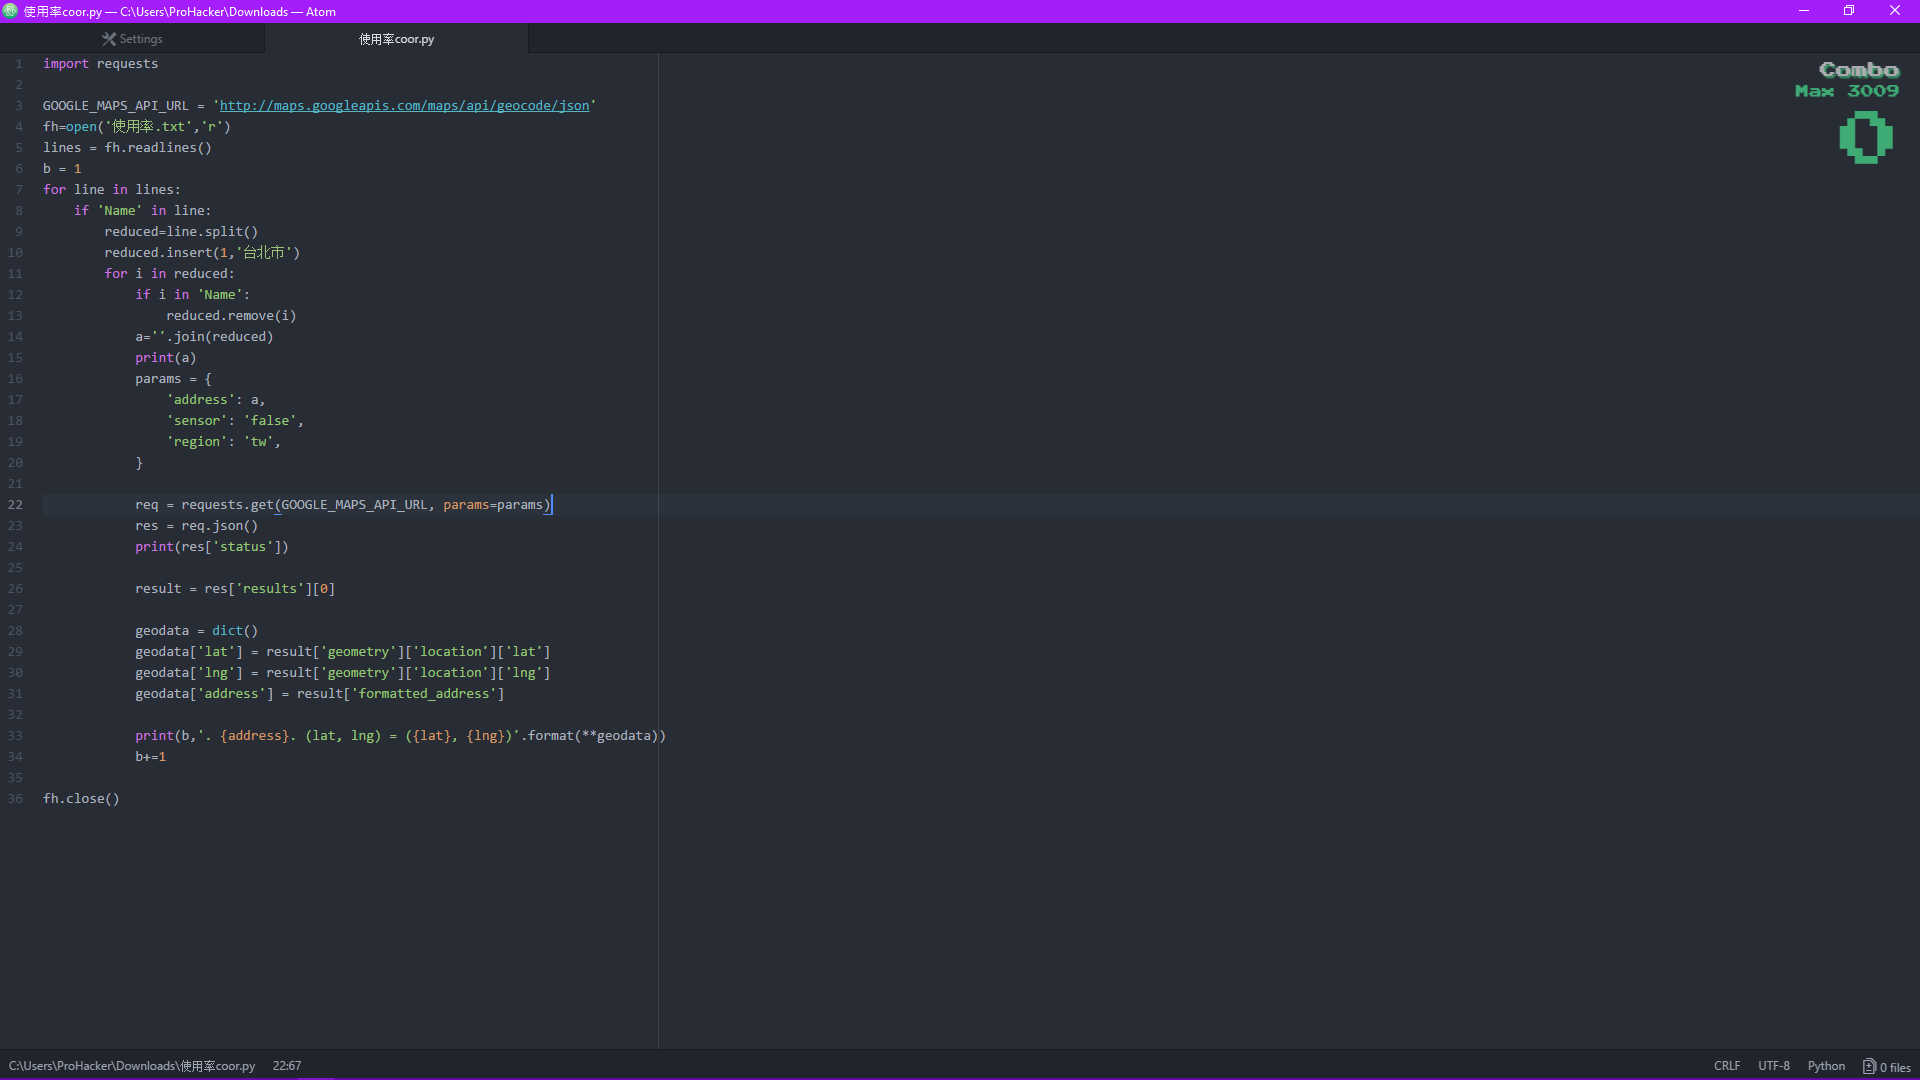 使用率coor.py — C:\Users\ProHacker\Downloads — Atom
Settings
使用率coor.py
1 import requests
2
3 GOOGLE_MAPS_API_URL = 'http://maps.googleapis.com/maps/api/geocode/json'
4 fh=open('使用率.txt','r')
5 lines = fh.readlines()
6 b = 1
7 for line in lines:
8     if 'Name' in line:
9         reduced=line.split()
10         reduced.insert(1,'台北市')
11         for i in reduced:
12             if i in 'Name':
13                 reduced.remove(i)
14             a=''.join(reduced)
15             print(a)
16             params = {
17                 'address': a,
18                 'sensor': 'false',
19                 'region': 'tw',
20             }
21
22             req = requests.get(GOOGLE_MAPS_API_URL, params=params)
23             res = req.json()
24             print(res['status'])
25
26             result = res['results'][0]
27
28             geodata = dict()
29             geodata['lat'] = result['geometry']['location']['lat']
30             geodata['lng'] = result['geometry']['location']['lng']
31             geodata['address'] = result['formatted_address']
32
33             print(b,'. {address}. (lat, lng) = ({lat}, {lng})'.format(**geodata))
34             b+=1
35
36 fh.close()
Combo
Max 3009
0
C:\Users\ProHacker\Downloads\使用率coor.py 22:67
CRLF UTF-8 Python 0 files